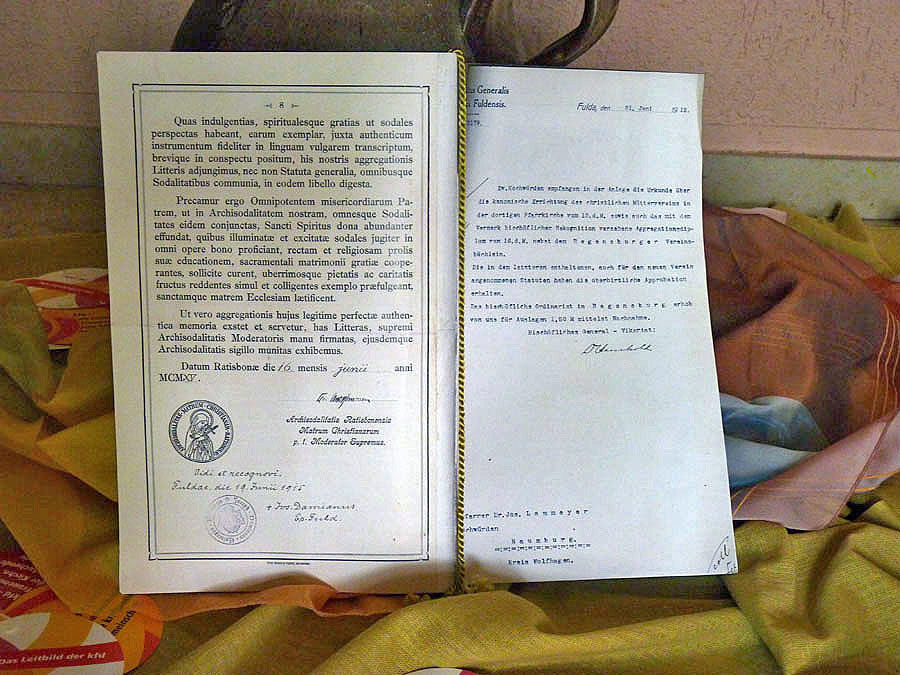 8
Quas indulgentias, spiritualesque gratias ut sodales
perspectas habeant, earum exemplar, juxta authenticum
instrumentum fideliter in linguam vulgarem transcriptum,
brevique in conspectu positum, his nostris aggregationis
Litteris adjungimus, nec non Statuta generalia, omnibusque
Sodalitatibus communia, in eodem libello digesta.
Precamur ergo Omnipotentem misericordiarum Pa-
trem, ut in Archisodalitatem nostram, omnesque Sodali-
tates eidem conjunctas, Sancti Spiritus dona abundanter
effundat, quibus illuminatæ et excitatæ sodales jugiter in
omni opere bono proficiant, rectam et religiosam prolis
suæ educationem, sacramentali matrimonii gratiæ coope-
rantes, sollicite curent, uberrimosque pietatis ac caritatis
fructus reddentes simul et colligentes exemplo præfulgeant,
sanctamque matrem Ecclesiam lætificent.
Ut vero aggregationis hujus legitime perfectæ authen-
tica memoria exstet et servetur, has Litteras, supremi
Archisodalitatis Moderatoris manu firmatas, ejusdemque
Archisodalitatis sigillo munitas exhibemus.
Datum Ratisbonæ die 16. mensis junii anni
MCMXV.
Archisodalitatis Ratisbonensis
Matrum Christianarum
p. t. Moderator Supremus.
Vidi et recognovi.
Fuldae, die 19. Junii 1915
+ Jos. Damianus
Ep. Fuld.
Generalis
Fuldensis.
Fulda, den 21. Juni 191
Ew. Hochwürden empfangen in der Anlage die Urkunde über
die kanonische Errichtung des christlichen Müttervereins in
der dortigen Pfarrkirche vom 18.d.M. sowie auch das mit dem
Vermerk bischöflicher Rekognition versehene Aggregationsdip-
lom vom 16.d.M. nebst dem Regensburger Vereins-
büchlein.
Die in dem letzteren enthaltenen, auch für den neuen Verein
angenommenen Statuten haben die oberhirtliche Approbation
erhalten.
Das bischöfliche Ordinariat in Regensburg erhob
von uns für Auslagen 1,50 M mittelst Nachnahme.
Bischöfliches General - Vikariat:
Pfarrer Dr. Jos. Lammeyer
Hochwürden
Naumburg.
Kreis Wolfhagen.
Das Leitbild der kfd